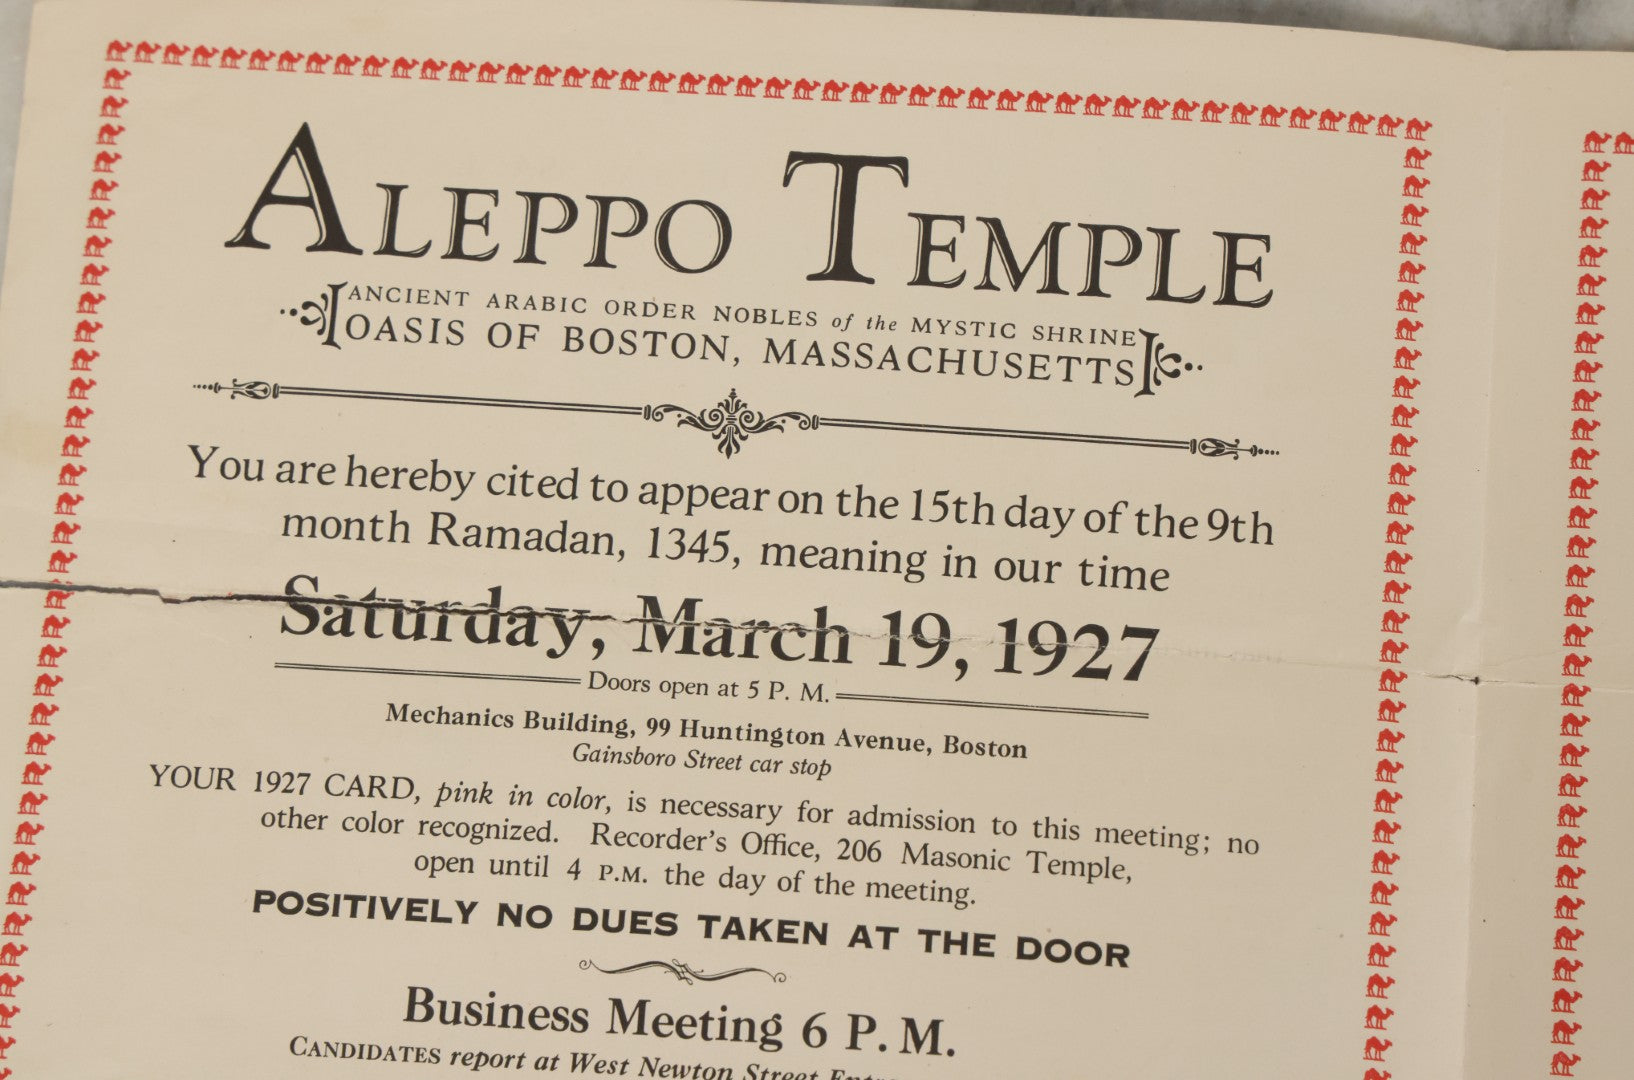 ALEPPO TEMPLE
ANCIENT ARABIC ORDER NOBLES of the MYSTIC SHRINE
OASIS OF BOSTON, MASSACHUSETTS
You are hereby cited to appear on the 15th day of the 9th
month Ramadan, 1345, meaning in our time
Saturday, March 19, 1927
Doors open at 5 P. M.
Mechanics Building, 99 Huntington Avenue, Boston
Gainsboro Street car stop
YOUR 1927 CARD, pink in color, is necessary for admission to this meeting; no
other color recognized. Recorder's Office, 206 Masonic Temple,
open until 4 P.M. the day of the meeting.
POSITIVELY NO DUES TAKEN AT THE DOOR
Business Meeting 6 P. M.
CANDIDATES report at West Newton Street